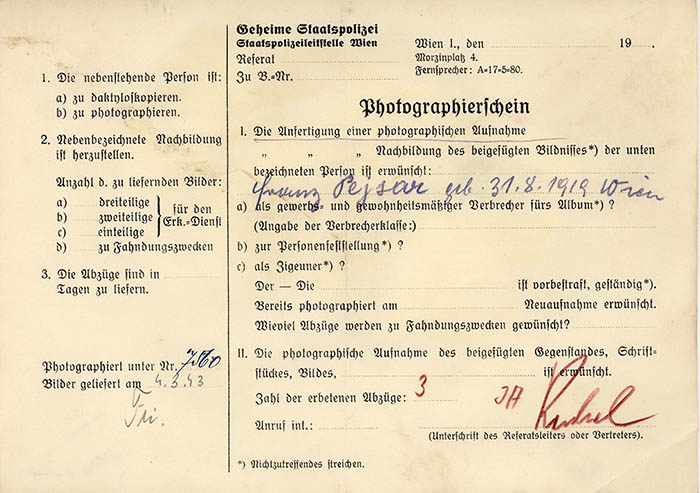 1. Die nebenstehende Person ist:
a) zu daktyloskopieren.
b) zu photographieren.
2. Nebenbezeichnete Nachbildung
ist herzustellen.
Anzahl d. zu liefernden Bilder:
a) dreiteilige
b) zweiteilige
c) einteilige
für den
Erk.-Dienst
d) zu Fahndungszwecken
3. Die Abzüge sind in
Tagen zu liefern.
Photographiert unter Nr. 7560
Bilder geliefert am 4.3.43
Geheime Staatspolizei
Staatspolizeileitstelle Wien
Referat
Zu B.-Nr.
Wien I., den 19
Morzinplatz 4.
Fernsprecher: A-17-5-80.
Photographierschein
I. Die Anfertigung einer photographischen Aufnahme
„ „ „ Nachbildung des beigefügten Bildnisses*) der unten
bezeichneten Person ist erwünscht:
Franz Pejsar geb. 31.8.1919 Wien
a) als gewerbs- und gewohnheitsmäßiger Verbrecher fürs Album*) ?
(Angabe der Verbrecherklasse:)
b) zur Personenfeststellung*) ?
c) als Zigeuner*) ?
Der — Die ist vorbestraft, geständig*).
Bereits photographiert am Neuaufnahme erwünscht.
Wieviel Abzüge werden zu Fahndungszwecken gewünscht?
II. Die photographische Aufnahme des beigefügten Gegenstandes, Schrift-
stückes, Bildes, ist erwünscht.
Zahl der erbetenen Abzüge: 3
Anruf int.:
(Unterschrift des Referatsleiters oder Vertreters).
*) Nichtzutreffendes streichen.